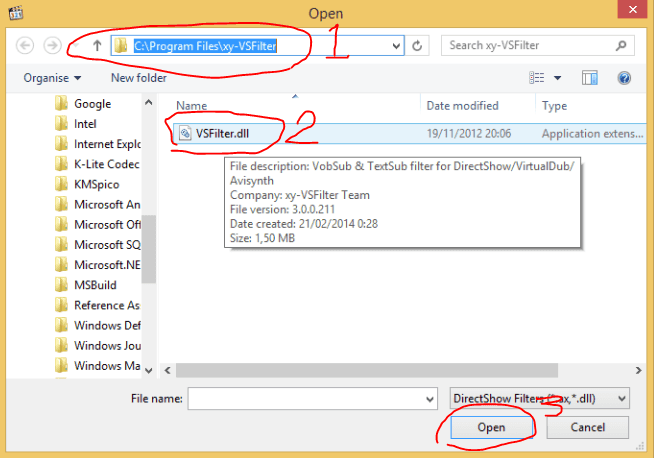 Open
C:\Program Files\xy-VSFilter
1
Search xy-VSFilter
Organise
New folder
Name
Date modified
Type
Google
Intel
Internet Explo
K-Lite Codec
KMSpico
Microsoft An
Microsoft Off
Microsoft SQ
Microsoft.NE
MSBuild
Reference As
Windows Def
Windows Jou
Windows Ma
VSFilter.dll
2
19/11/2012 20:06
Application extens...
File description: VobSub & TextSub filter for DirectShow/VirtualDub/
Avisynth
Company: xy-VSFilter Team
File version: 3.0.0.211
Date created: 21/02/2014 0:28
Size: 1,50 MB
File name:
DirectShow Filters (*.ax,*.dll)
3
Open
Cancel